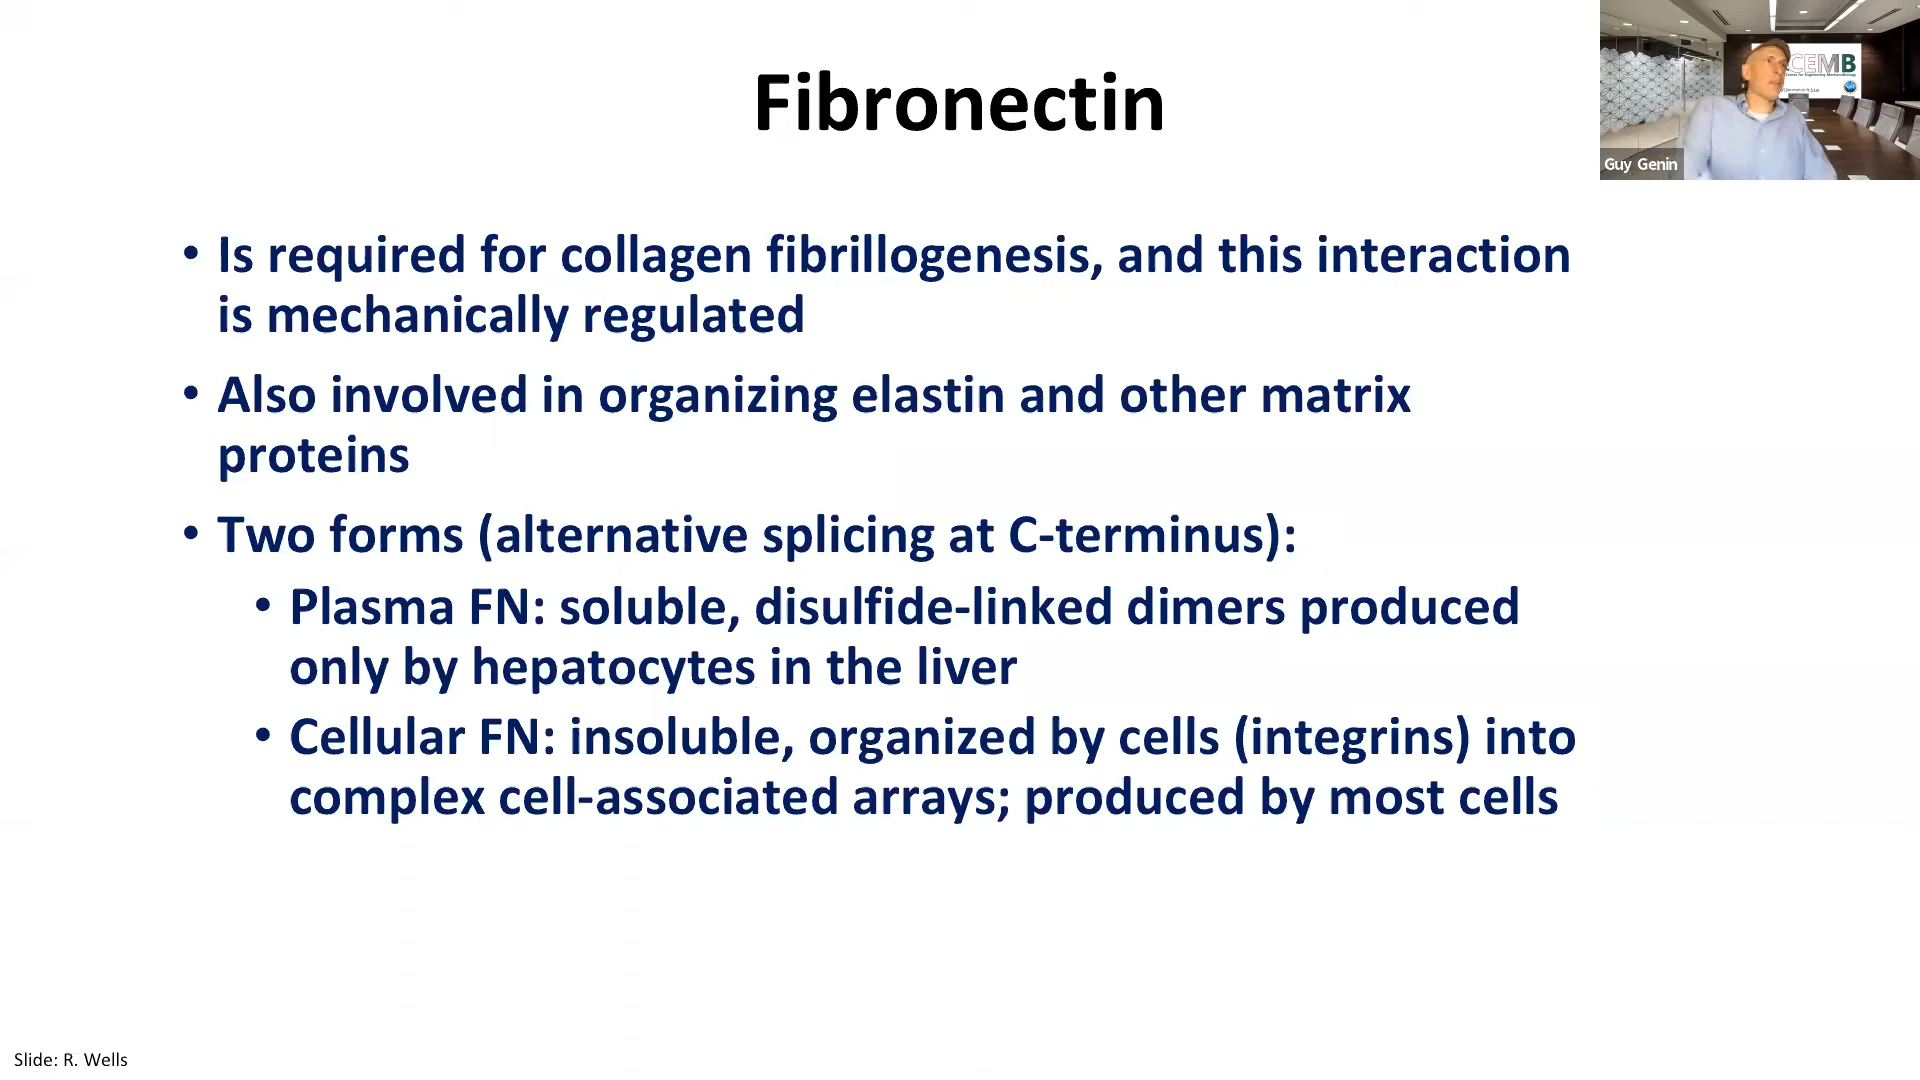 Fibronectin
CEMB
Guy Genin
• Is required for collagen fibrillogenesis, and this interaction
is mechanically regulated
• Also involved in organizing elastin and other matrix
proteins
• Two forms (alternative splicing at C-terminus):
• Plasma FN: soluble, disulfide-linked dimers produced
only by hepatocytes in the liver
• Cellular FN: insoluble, organized by cells (integrins) into
complex cell-associated arrays; produced by most cells
Slide: R. Wells